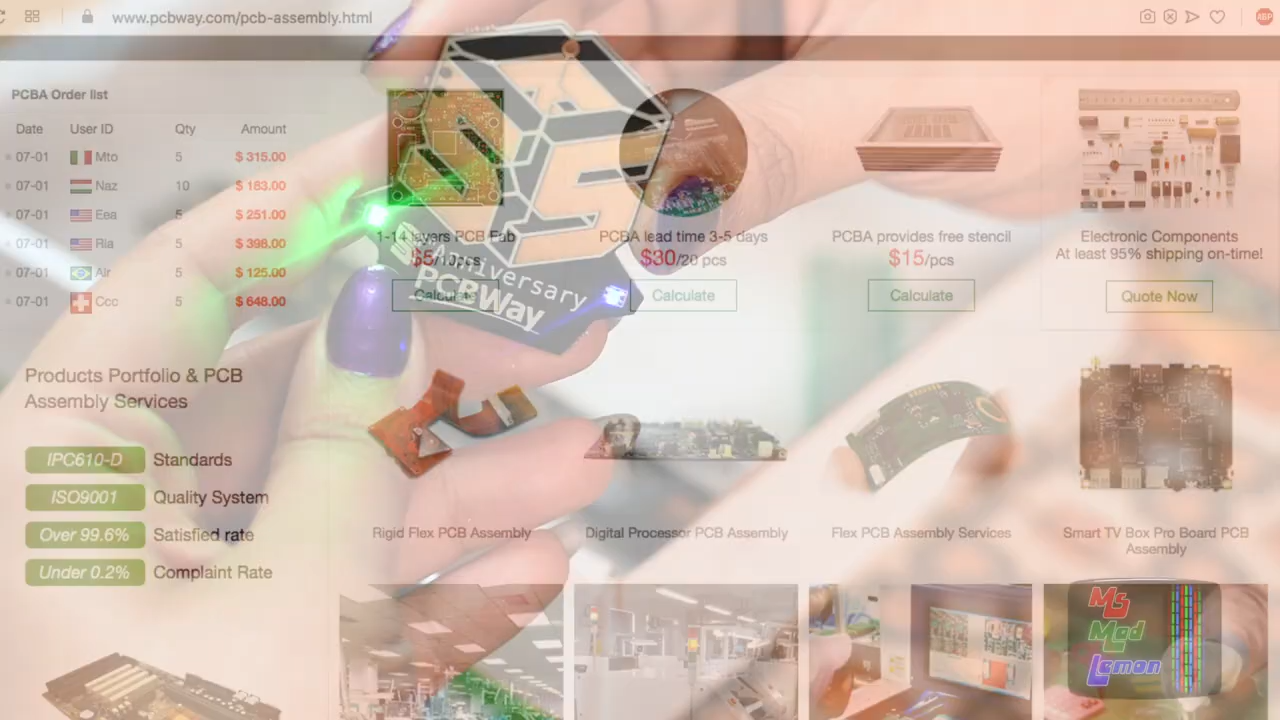 www.pcbway.com/pcb-assembly.html
ABP
PCBA Order list
Date User ID Qty Amount
07-01 Mto 5 $ 315.00
07-01 Naz 10 $ 183.00
07-01 Eea 5 $ 251.00
07-01 Ria 5 $ 398.00
07-01 Alr 5 $ 125.00
07-01 Ccc 5 $ 648.00
1-14 layers PCB Fab
$5/10pcs
Calculate
PCBA lead time 3-5 days
$30/20 pcs
Calculate
PCBA provides free stencil
$15/pcs
Calculate
Electronic Components
At least 95% shipping on-time!
Quote Now
niversary
PCBWay
Products Portfolio & PCB
Assembly Services
IPC610-D Standards
ISO9001 Quality System
Over 99.6% Satisfied rate
Under 0.2% Complaint Rate
Rigid Flex PCB Assembly
Digital Processor PCB Assembly
Flex PCB Assembly Services
Smart TV Box Pro Board PCB
Assembly
Ms
Mad
Lemon